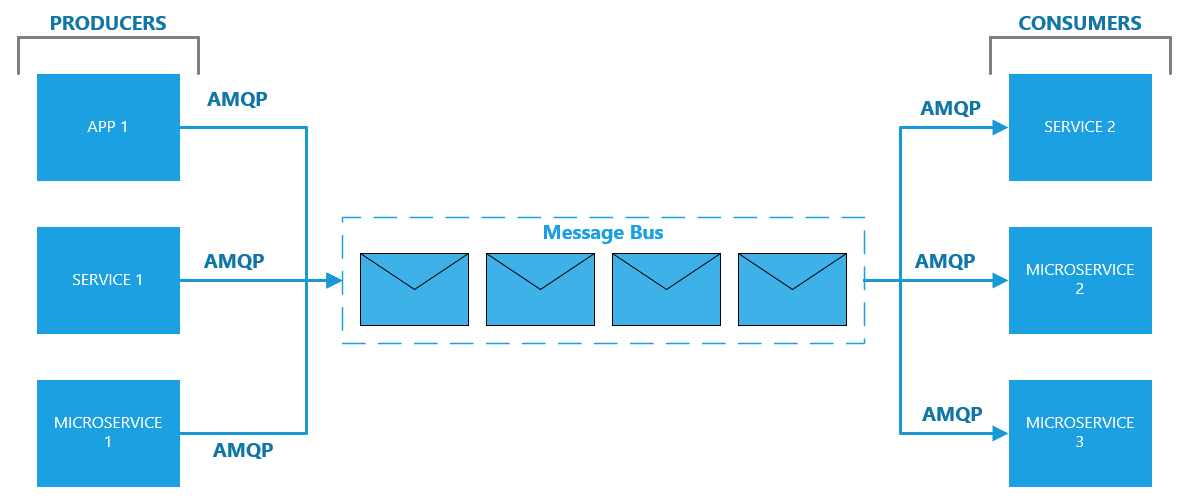 PRODUCERS
CONSUMERS
AMQP
APP 1
AMQP
SERVICE 2
Message Bus
AMQP
SERVICE 1
AMQP
MICROSERVICE
2
MICROSERVICE
1
AMQP
AMQP
MICROSERVICE
3